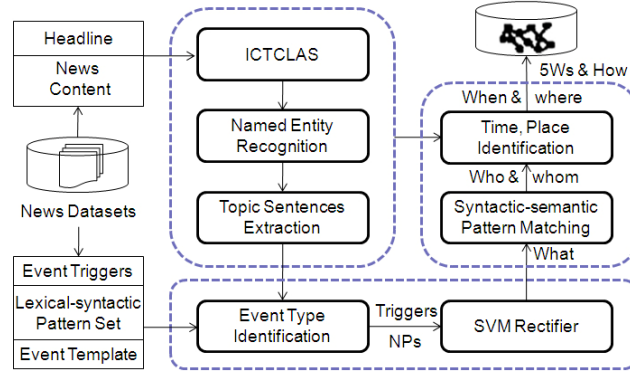 Headline
News
Content
News Datasets
Event Triggers
Lexical-syntactic
Pattern Set
Event Template
ICTCLAS
Named Entity
Recognition
Topic Sentences
Extraction
Event Type
Identification
Triggers
NPs
SVM Rectifier
What
Syntactic-semantic
Pattern Matching
Who & whom
Time, Place
Identification
When & where
5Ws & How